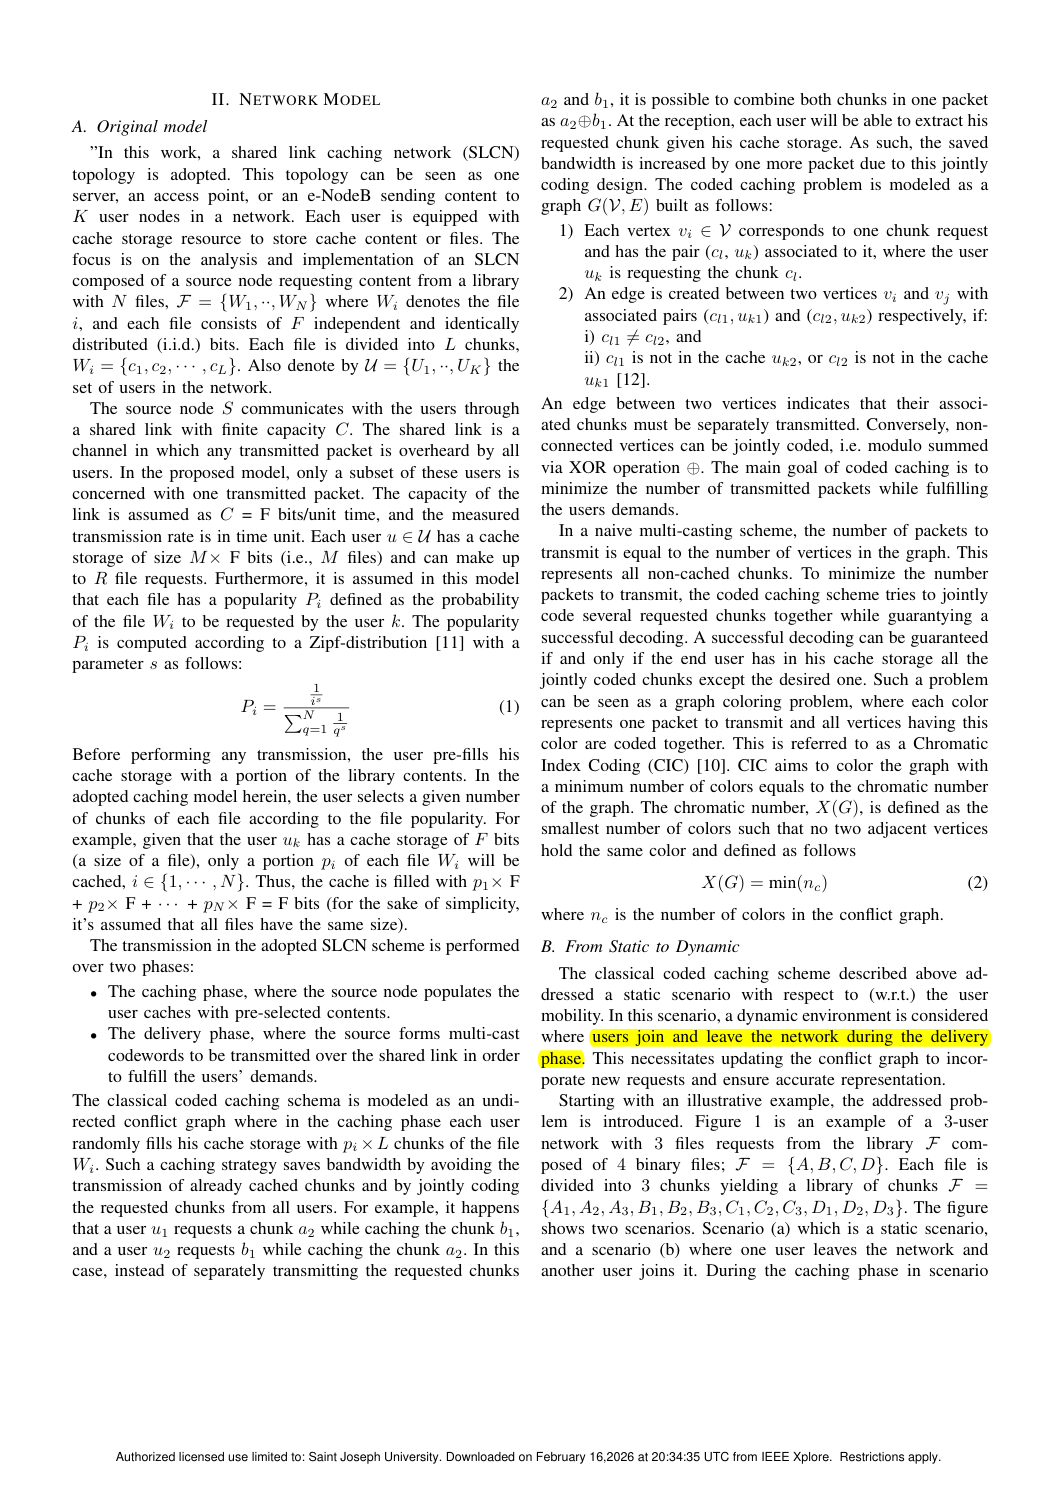 II. NETWORK MODEL
A. Original model
"In this work, a shared link caching network (SLCN)
topology is adopted. This topology can be seen as one
server, an access point, or an e-NodeB sending content to
K user nodes in a network. Each user is equipped with
cache storage resource to store cache content or files. The
focus is on the analysis and implementation of an SLCN
composed of a source node requesting content from a library
with N files, F = {W1, ··, WN} where Wi denotes the file
i, and each file consists of F independent and identically
distributed (i.i.d.) bits. Each file is divided into L chunks,
Wi = {c1, c2, · · · , cL}. Also denote by U = {U1, ··, UK} the
set of users in the network.
The source node S communicates with the users through
a shared link with finite capacity C. The shared link is a
channel in which any transmitted packet is overheard by all
users. In the proposed model, only a subset of these users is
concerned with one transmitted packet. The capacity of the
link is assumed as C = F bits/unit time, and the measured
transmission rate is in time unit. Each user u ∈ U has a cache
storage of size M× F bits (i.e., M files) and can make up
to R file requests. Furthermore, it is assumed in this model
that each file has a popularity Pi defined as the probability
of the file Wi to be requested by the user k. The popularity
Pi is computed according to a Zipf-distribution [11] with a
parameter s as follows:
Pi = (1/i^s) / (∑_{q=1}^{N} 1/q^s) (1)
Before performing any transmission, the user pre-fills his
cache storage with a portion of the library contents. In the
adopted caching model herein, the user selects a given number
of chunks of each file according to the file popularity. For
example, given that the user uk has a cache storage of F bits
(a size of a file), only a portion pi of each file Wi will be
cached, i ∈ {1, · · · , N}. Thus, the cache is filled with p1× F
+ p2× F + · · · + pN× F = F bits (for the sake of simplicity,
it's assumed that all files have the same size).
The transmission in the adopted SLCN scheme is performed
over two phases:
• The caching phase, where the source node populates the
user caches with pre-selected contents.
• The delivery phase, where the source forms multi-cast
codewords to be transmitted over the shared link in order
to fulfill the users' demands.
The classical coded caching schema is modeled as an undi-
rected conflict graph where in the caching phase each user
randomly fills his cache storage with pi × L chunks of the file
Wi. Such a caching strategy saves bandwidth by avoiding the
transmission of already cached chunks and by jointly coding
the requested chunks from all users. For example, it happens
that a user u1 requests a chunk a2 while caching the chunk b1,
and a user u2 requests b1 while caching the chunk a2. In this
case, instead of separately transmitting the requested chunks
a2 and b1, it is possible to combine both chunks in one packet
as a2⊕b1. At the reception, each user will be able to extract his
requested chunk given his cache storage. As such, the saved
bandwidth is increased by one more packet due to this jointly
coding design. The coded caching problem is modeled as a
graph G(V, E) built as follows:
1) Each vertex vi ∈ V corresponds to one chunk request
and has the pair (cl, uk) associated to it, where the user
uk is requesting the chunk cl.
2) An edge is created between two vertices vi and vj with
associated pairs (cl1, uk1) and (cl2, uk2) respectively, if:
i) cl1 ≠ cl2, and
ii) cl1 is not in the cache uk2, or cl2 is not in the cache
uk1 [12].
An edge between two vertices indicates that their associ-
ated chunks must be separately transmitted. Conversely, non-
connected vertices can be jointly coded, i.e. modulo summed
via XOR operation ⊕. The main goal of coded caching is to
minimize the number of transmitted packets while fulfilling
the users demands.
In a naive multi-casting scheme, the number of packets to
transmit is equal to the number of vertices in the graph. This
represents all non-cached chunks. To minimize the number
packets to transmit, the coded caching scheme tries to jointly
code several requested chunks together while guarantying a
successful decoding. A successful decoding can be guaranteed
if and only if the end user has in his cache storage all the
jointly coded chunks except the desired one. Such a problem
can be seen as a graph coloring problem, where each color
represents one packet to transmit and all vertices having this
color are coded together. This is referred to as a Chromatic
Index Coding (CIC) [10]. CIC aims to color the graph with
a minimum number of colors equals to the chromatic number
of the graph. The chromatic number, X(G), is defined as the
smallest number of colors such that no two adjacent vertices
hold the same color and defined as follows
X(G) = min(nc) (2)
where nc is the number of colors in the conflict graph.
B. From Static to Dynamic
The classical coded caching scheme described above ad-
dressed a static scenario with respect to (w.r.t.) the user
mobility. In this scenario, a dynamic environment is considered
where users join and leave the network during the delivery
phase. This necessitates updating the conflict graph to incor-
porate new requests and ensure accurate representation.
Starting with an illustrative example, the addressed prob-
lem is introduced. Figure 1 is an example of a 3-user
network with 3 files requests from the library F com-
posed of 4 binary files; F = {A, B, C, D}. Each file is
divided into 3 chunks yielding a library of chunks F =
{A1, A2, A3, B1, B2, B3, C1, C2, C3, D1, D2, D3}. The figure
shows two scenarios. Scenario (a) which is a static scenario,
and a scenario (b) where one user leaves the network and
another user joins it. During the caching phase in scenario
Authorized licensed use limited to: Saint Joseph University. Downloaded on February 16,2026 at 20:34:35 UTC from IEEE Xplore. Restrictions apply.